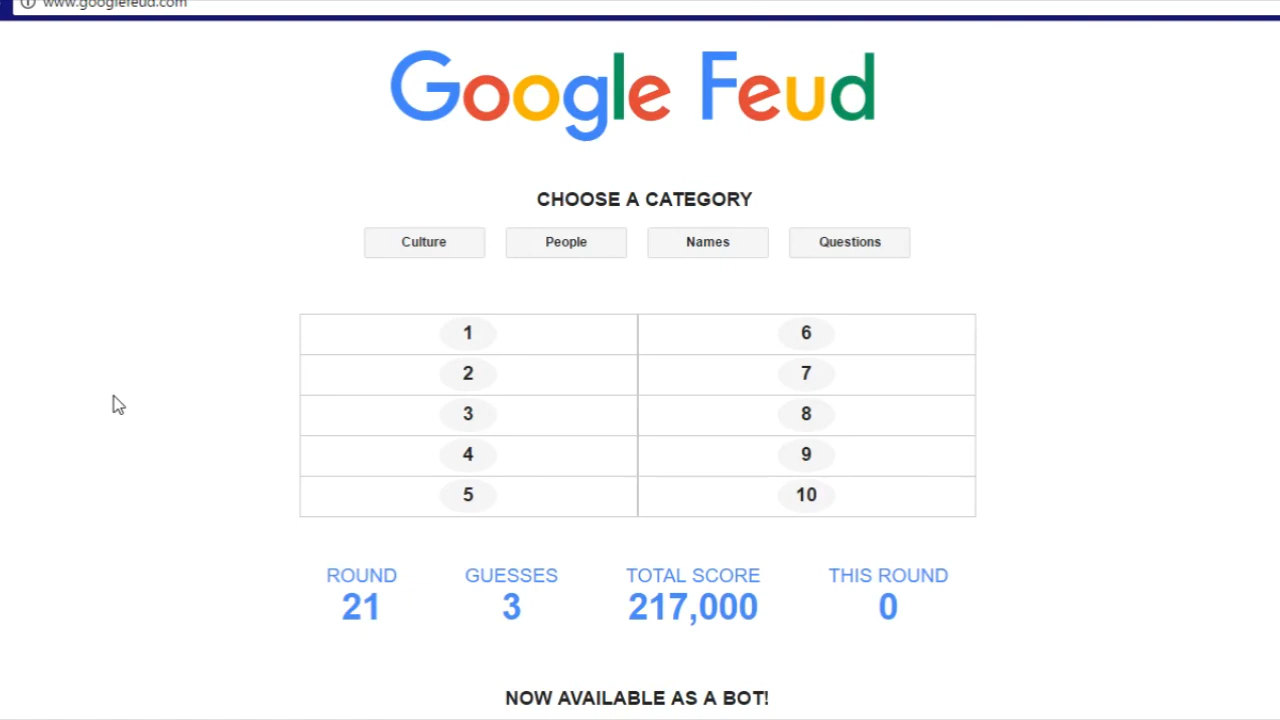 www.googlefeud.com
Google Feud
CHOOSE A CATEGORY
Culture People Names Questions
1 6
2 7
3 8
4 9
5 10
ROUND GUESSES TOTAL SCORE THIS ROUND
21 3 217,000 0
NOW AVAILABLE AS A BOT!